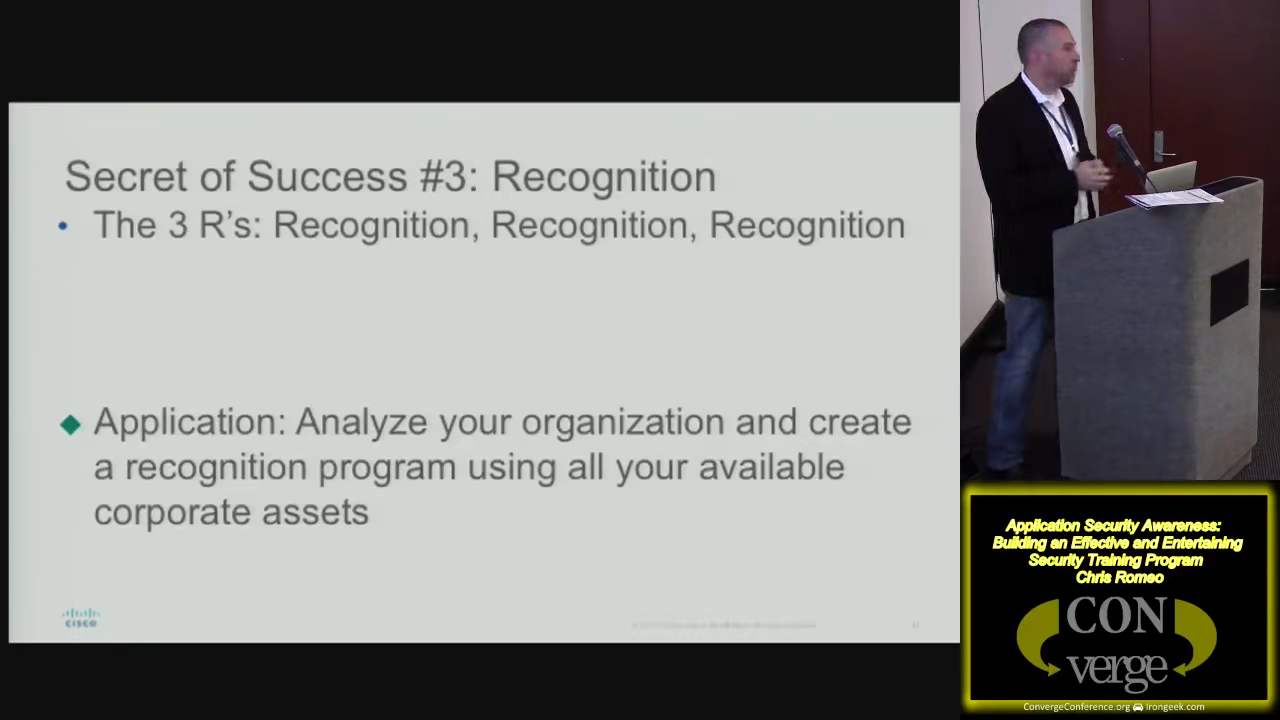 Secret of Success #3: Recognition
• The 3 R's: Recognition, Recognition, Recognition
Application: Analyze your organization and create
a recognition program using all your available
corporate assets
CISCO
Application Security Awareness:
Building an Effective and Entertaining
Security Training Program
Chris Romeo
CON
verge
ConvergeConference.org Irongeek.com